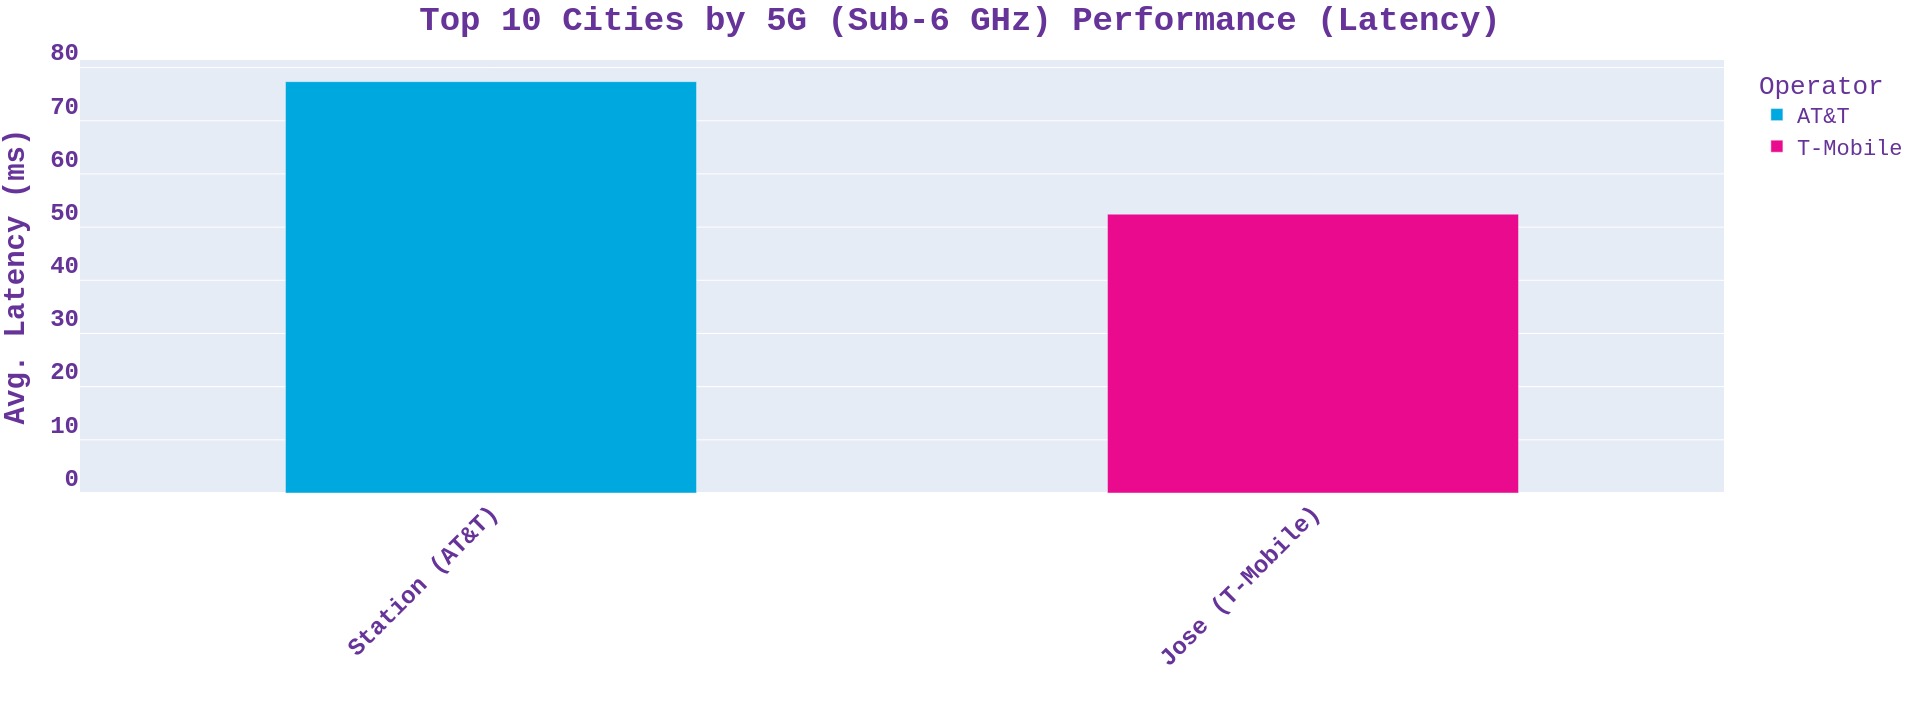 Top 10 Cities by 5G (Sub-6 GHz) Performance (Latency)
Avg. Latency (ms)
80
70
60
50
40
30
20
10
0
Station (AT&T)
Jose (T-Mobile)
Operator
AT&T
T-Mobile